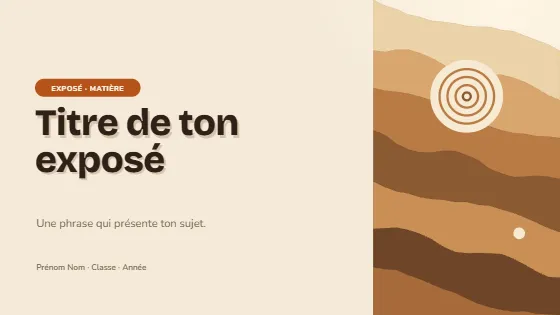 EXPOSÉ · MATIÈRE
Titre de ton
exposé
Une phrase qui présente ton sujet.
Prénom Nom · Classe · Année